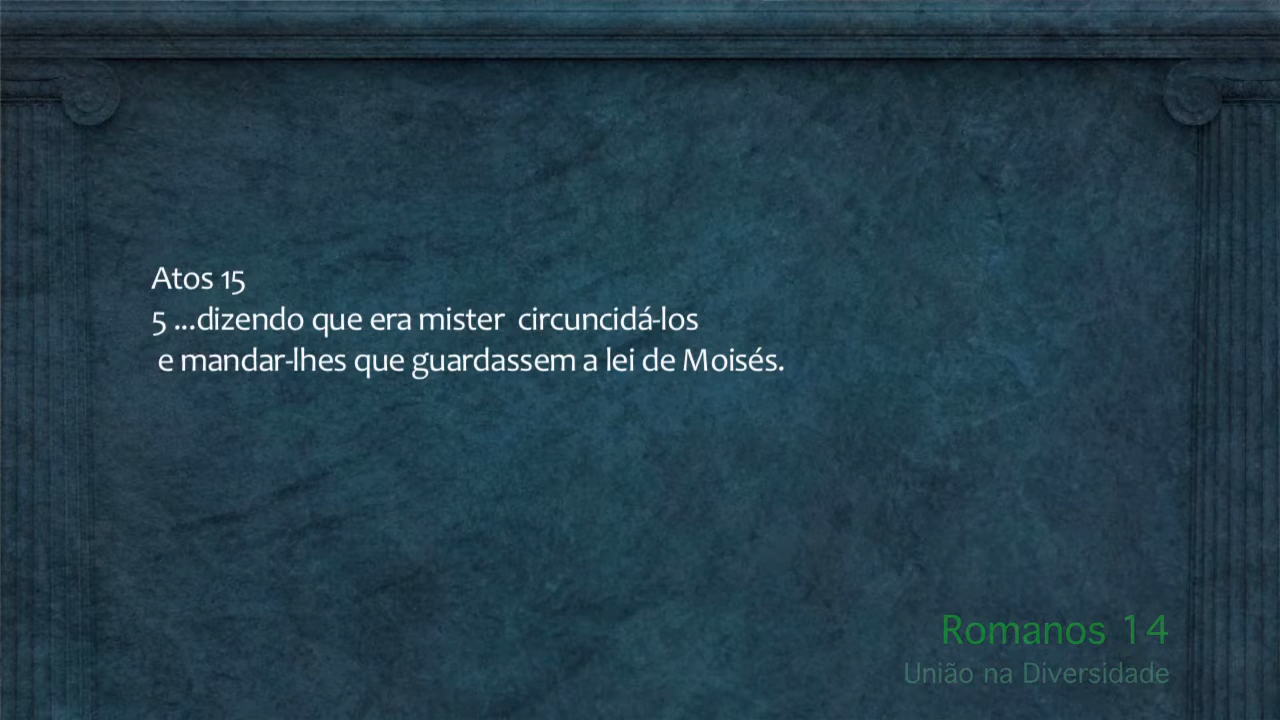 Atos 15
5 ...dizendo que era mister circuncidá-los
e mandar-lhes que guardassem a lei de Moisés.
Romanos 14
União na Diversidade